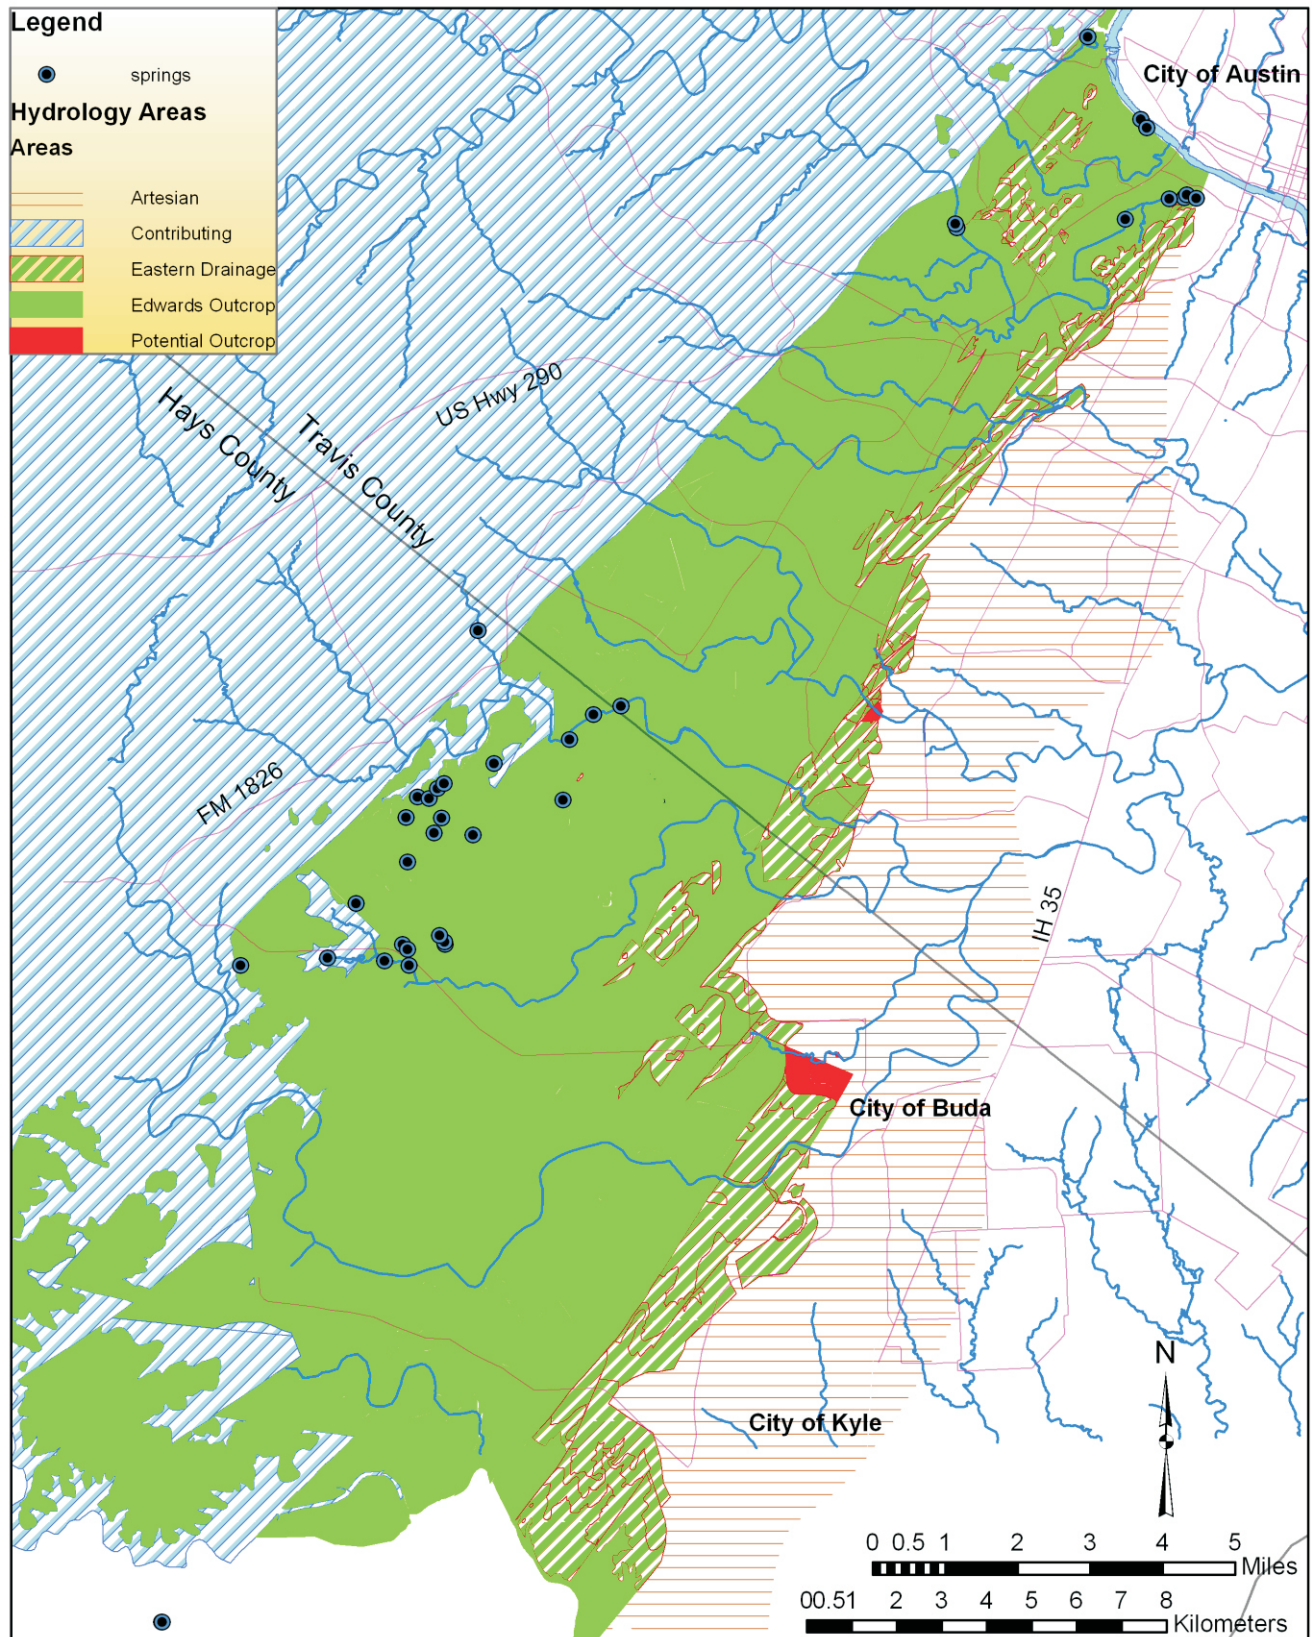 Legend
springs
Hydrology Areas
Areas
Artesian
Contributing
Eastern Drainage
Edwards Outcrop
Potential Outcrop
City of Austin
US Hwy 290
Hays County
Travis County
FM 1826
IH 35
City of Buda
City of Kyle
N
0 0.5 1 2 3 4 5
Miles
00.51 2 3 4 5 6 7 8
Kilometers